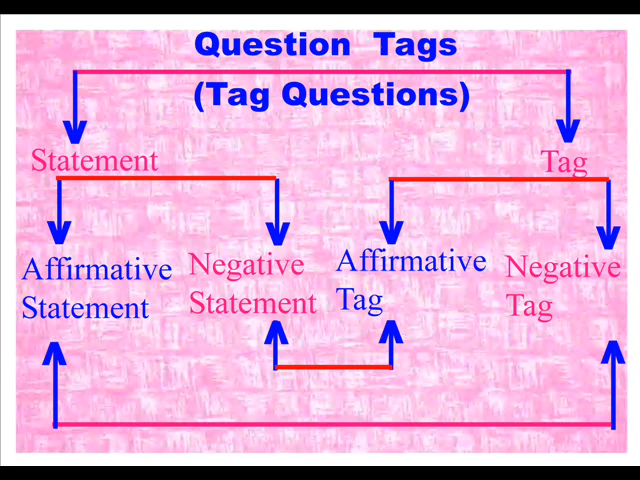 Question Tags
(Tag Questions)
Statement
Tag
Affirmative
Statement
Negative
Statement
Affirmative
Tag
Negative
Tag